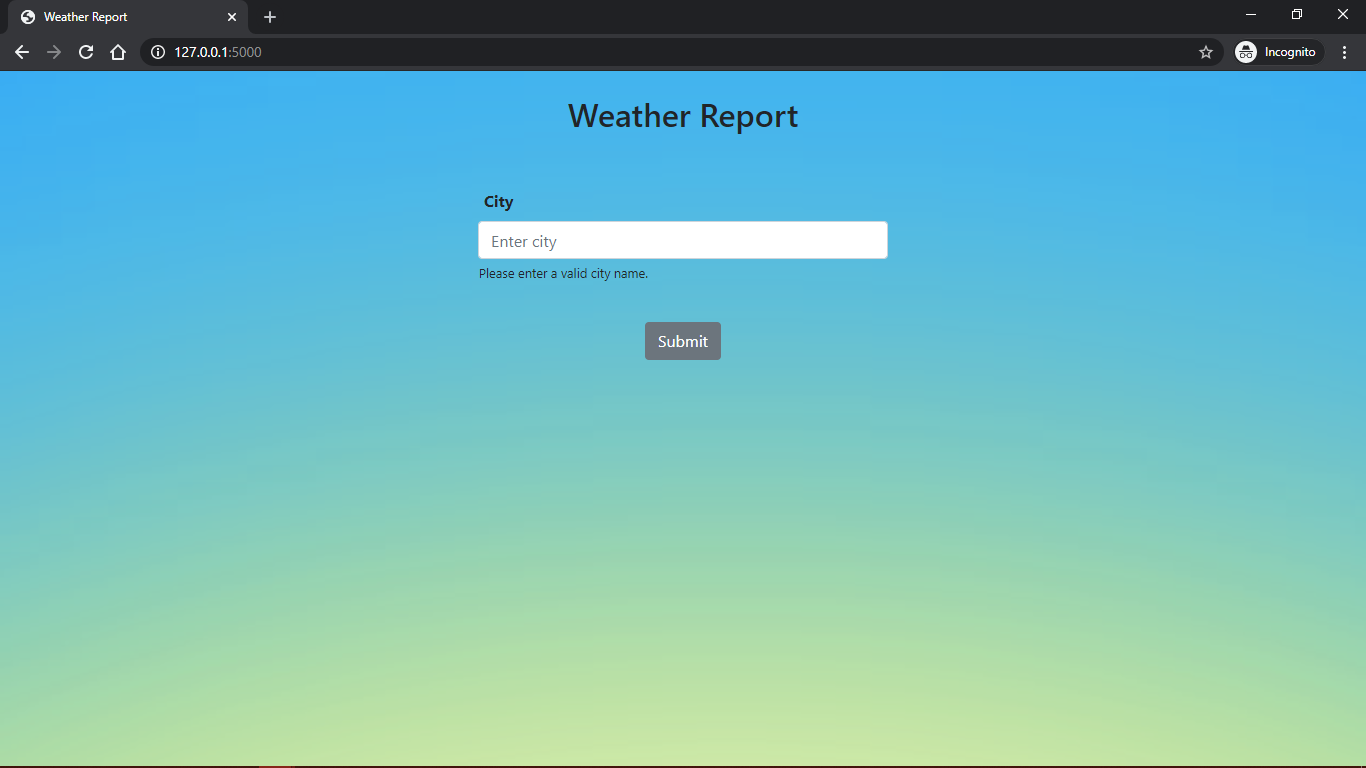 Weather Report
127.0.0.1:5000
Incognito
Weather Report
City
Enter city
Please enter a valid city name.
Submit